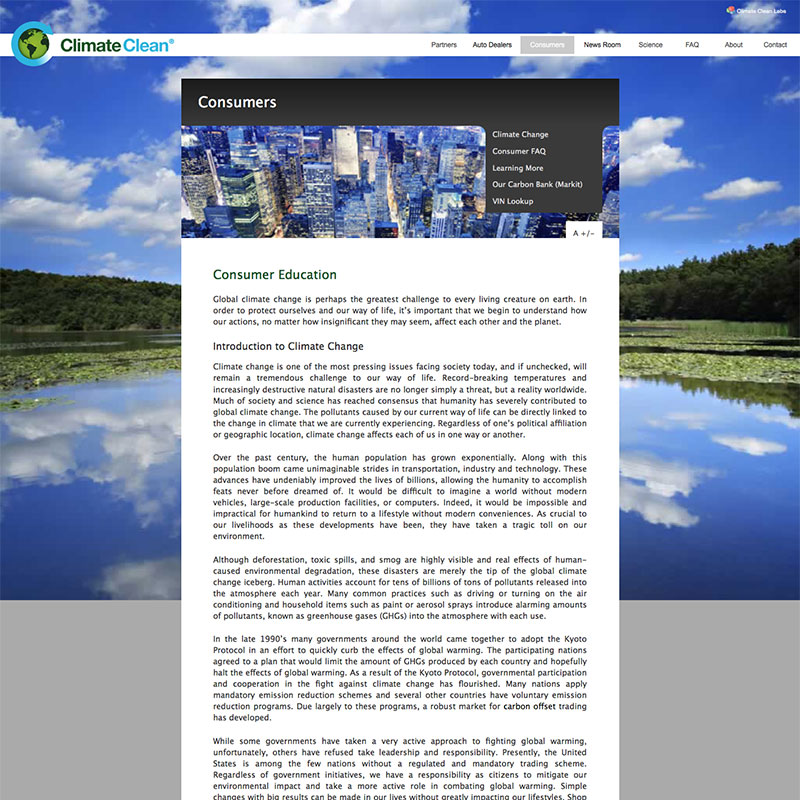 Climate Clean Labs
ClimateClean®
Partners Auto Dealers Consumers News Room Science FAQ About Contact
Consumers
Climate Change
Consumer FAQ
Learning More
Our Carbon Bank (Markit)
VIN Lookup
A +/-
Consumer Education
Global climate change is perhaps the greatest challenge to every living creature on earth. In
order to protect ourselves and our way of life, it's important that we begin to understand how
our actions, no matter how insignificant they may seem, affect each other and the planet.
Introduction to Climate Change
Climate change is one of the most pressing issues facing society today, and if unchecked, will
remain a tremendous challenge to our way of life. Record-breaking temperatures and
increasingly destructive natural disasters are no longer simply a threat, but a reality worldwide.
Much of society and science has reached consensus that humanity has severely contributed to
global climate change. The pollutants caused by our current way of life can be directly linked to
the change in climate that we are currently experiencing. Regardless of one's political affiliation
or geographic location, climate change affects each of us in one way or another.
Over the past century, the human population has grown exponentially. Along with this
population boom came unimaginable strides in transportation, industry and technology. These
advances have undeniably improved the lives of billions, allowing the humanity to accomplish
feats never before dreamed of. It would be difficult to imagine a world without modern
vehicles, large-scale production facilities, or computers. Indeed, it would be impossible and
impractical for humankind to return to a lifestyle without modern conveniences. As crucial to
our livelihoods as these developments have been, they have taken a tragic toll on our
environment.
Although deforestation, toxic spills, and smog are highly visible and real effects of human-
caused environmental degradation, these disasters are merely the tip of the global climate
change iceberg. Human activities account for tens of billions of tons of pollutants released into
the atmosphere each year. Many common practices such as driving or turning on the air
conditioning and household items such as paint or aerosol sprays introduce alarming amounts
of pollutants, known as greenhouse gases (GHGs) into the atmosphere with each use.
In the late 1990's many governments around the world came together to adopt the Kyoto
Protocol in an effort to quickly curb the effects of global warming. The participating nations
agreed to a plan that would limit the amount of GHGs produced by each country and hopefully
halt the effects of global warming. As a result of the Kyoto Protocol, governmental participation
and cooperation in the fight against climate change has flourished. Many nations apply
mandatory emission reduction schemes and several other countries have voluntary emission
reduction programs. Due largely to these programs, a robust market for carbon offset trading
has developed.
While some governments have taken a very active approach to fighting global warming,
unfortunately, others have refused take leadership and responsibility. Presently, the United
States is among the few nations without a regulated and mandatory trading scheme.
Regardless of government initiatives, we have a responsibility as citizens to mitigate our
environmental impact and take a more active role in combating global warming. Simple
changes with big results can be made in our lives without greatly impacting our lifestyles. Shop